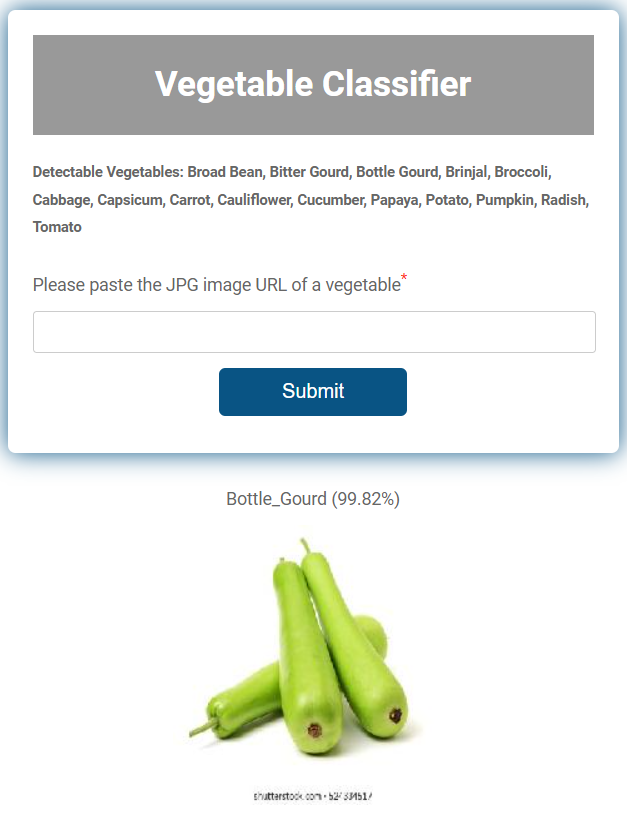 Vegetable Classifier
Detectable Vegetables: Broad Bean, Bitter Gourd, Bottle Gourd, Brinjal, Broccoli,
Cabbage, Capsicum, Carrot, Cauliflower, Cucumber, Papaya, Potato, Pumpkin, Radish,
Tomato
Please paste the JPG image URL of a vegetable*
Submit
Bottle_Gourd (99.82%)
shutterstock.com •